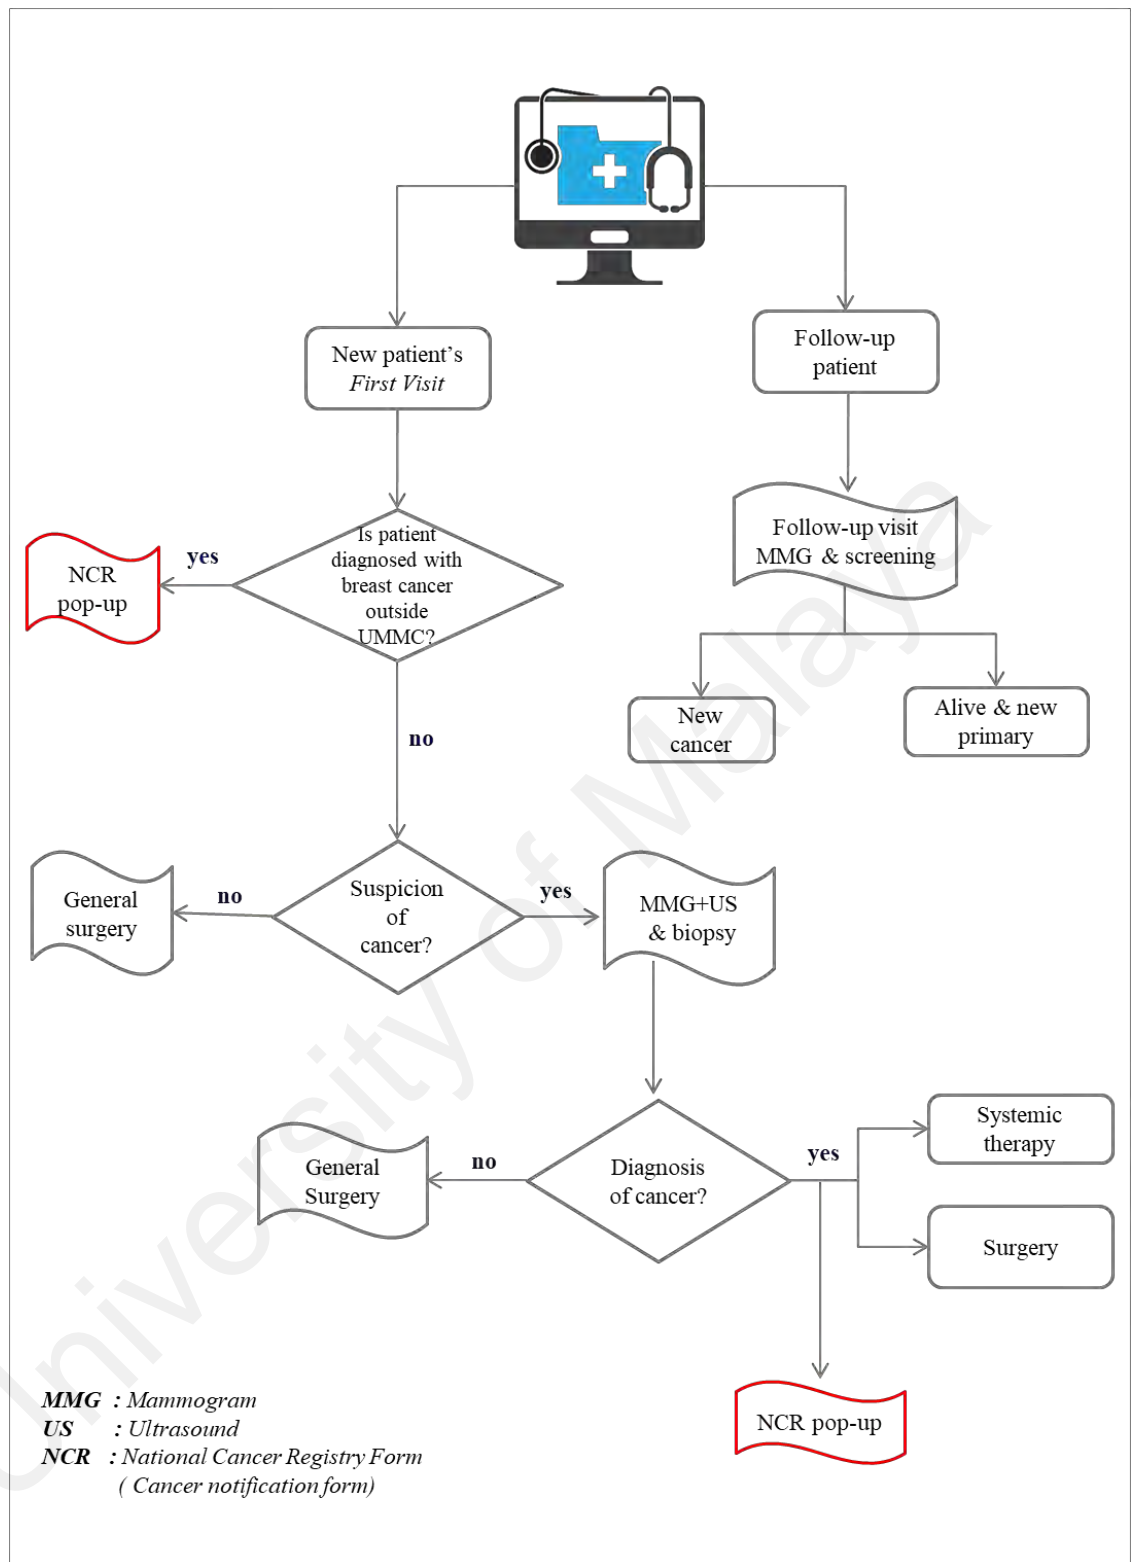 New patient's
First Visit
Follow-up
patient
Is patient
diagnosed with
breast cancer
outside
UMMC?
yes
NCR
pop-up
Follow-up visit
MMG & screening
New
cancer
Alive & new
primary
no
Suspicion
of
cancer?
no
General
surgery
yes
MMG+US
& biopsy
Diagnosis
of cancer?
no
General
Surgery
yes
Systemic
therapy
Surgery
NCR pop-up
MMG : Mammogram
US : Ultrasound
NCR : National Cancer Registry Form
( Cancer notification form)
University of Malaya